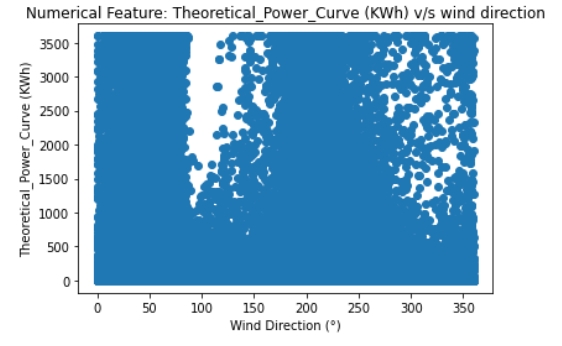 Numerical Feature: Theoretical_Power_Curve (KWh) v/s wind direction
Theoretical_Power_Curve (KWh)
3500
3000
2500
2000
1500
1000
500
0
0 50 100 150 200 250 300 350
Wind Direction (°)